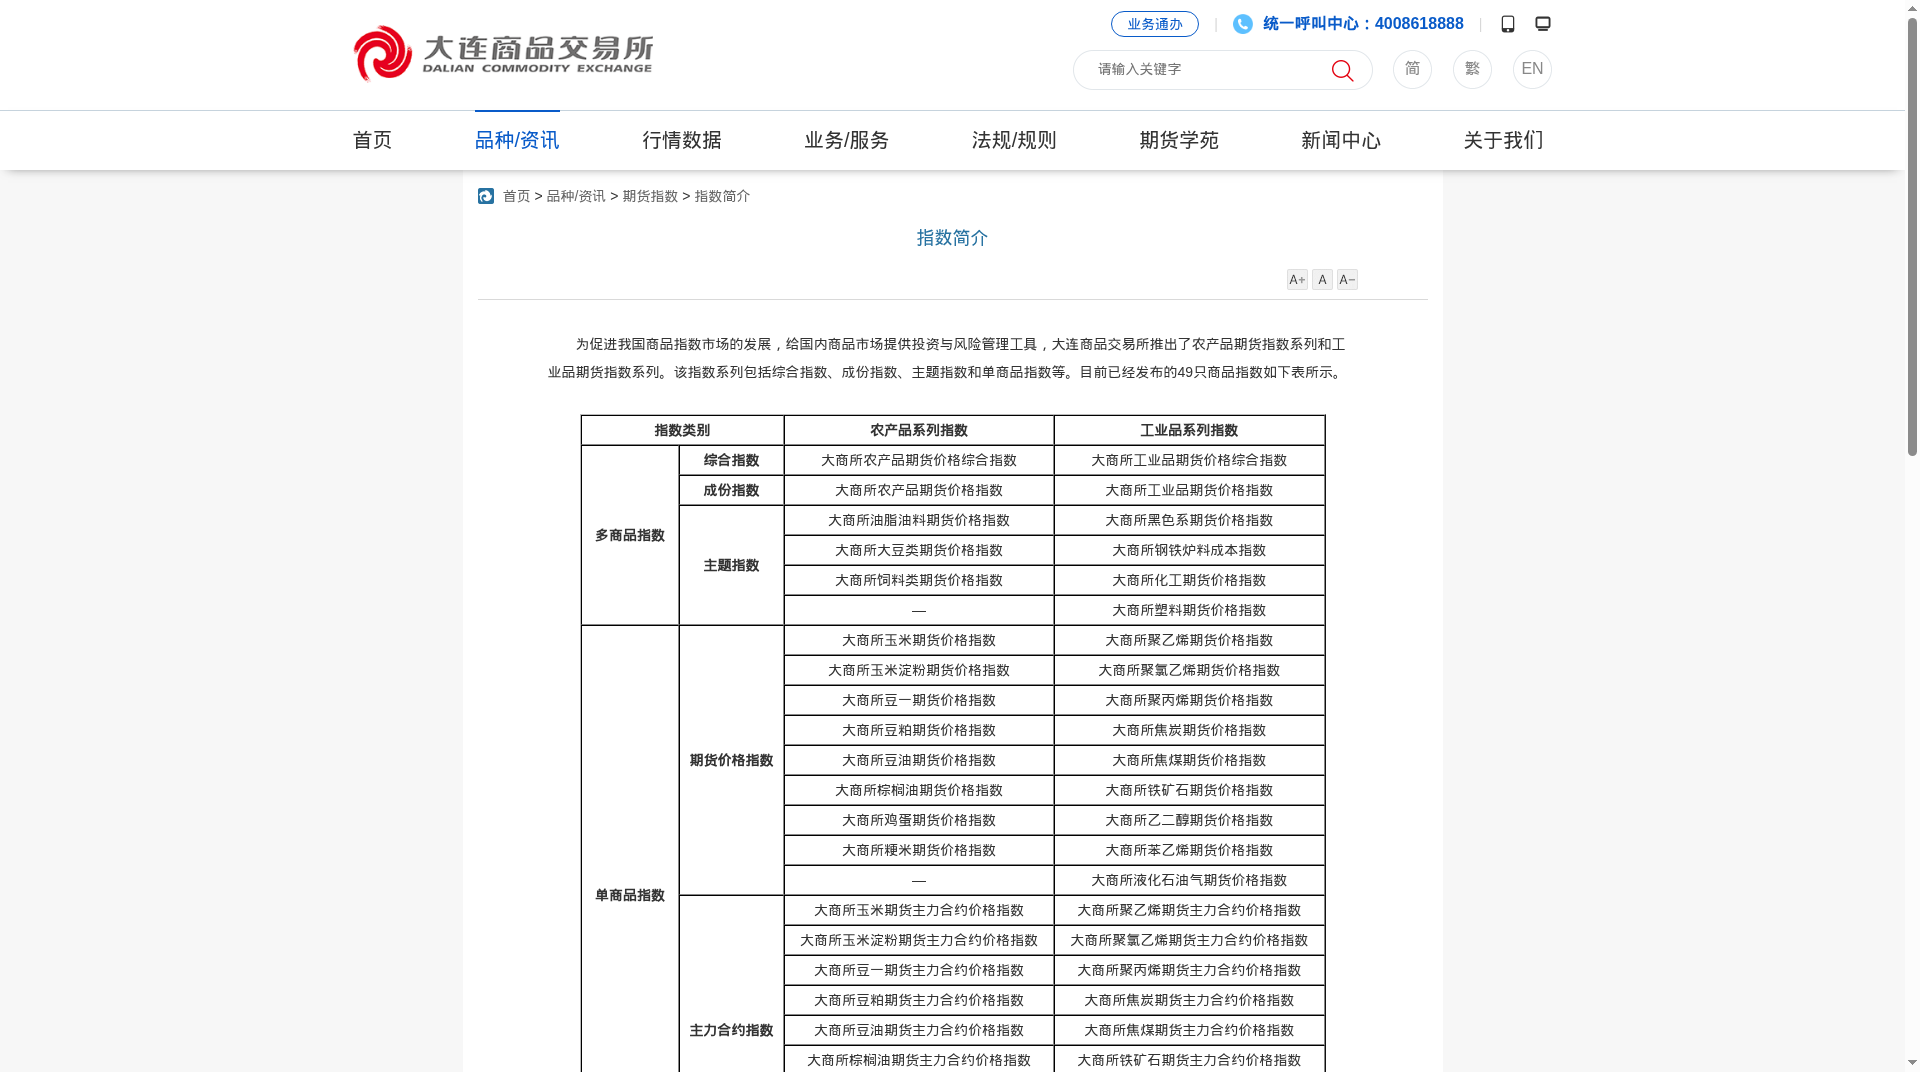 大连商品交易所
DALIAN COMMODITY EXCHANGE
业务通办 | 统一呼叫中心：4008618888 |
请输入关键字
简 繁 EN
首页 品种/资讯 行情数据 业务/服务 法规/规则 期货学苑 新闻中心 关于我们
首页 > 品种/资讯 > 期货指数 > 指数简介
指数简介
A+ A A-
为促进我国商品指数市场的发展，给国内商品市场提供投资与风险管理工具，大连商品交易所推出了农产品期货指数系列和工
业品期货指数系列。该指数系列包括综合指数、成份指数、主题指数和单商品指数等。目前已经发布的49只商品指数如下表所示。
指数类别 农产品系列指数 工业品系列指数
综合指数 大商所农产品期货价格综合指数 大商所工业品期货价格综合指数
成份指数 大商所农产品期货价格指数 大商所工业品期货价格指数
大商所油脂油料期货价格指数 大商所黑色系期货价格指数
多商品指数
大商所大豆类期货价格指数 大商所钢铁炉料成本指数
主题指数
大商所饲料类期货价格指数 大商所化工期货价格指数
— 大商所塑料期货价格指数
大商所玉米期货价格指数 大商所聚乙烯期货价格指数
大商所玉米淀粉期货价格指数 大商所聚氯乙烯期货价格指数
大商所豆一期货价格指数 大商所聚丙烯期货价格指数
大商所豆粕期货价格指数 大商所焦炭期货价格指数
期货价格指数 大商所豆油期货价格指数 大商所焦煤期货价格指数
大商所棕榈油期货价格指数 大商所铁矿石期货价格指数
大商所鸡蛋期货价格指数 大商所乙二醇期货价格指数
大商所粳米期货价格指数 大商所苯乙烯期货价格指数
— 大商所液化石油气期货价格指数
单商品指数
大商所玉米期货主力合约价格指数 大商所聚乙烯期货主力合约价格指数
大商所玉米淀粉期货主力合约价格指数 大商所聚氯乙烯期货主力合约价格指数
大商所豆一期货主力合约价格指数 大商所聚丙烯期货主力合约价格指数
大商所豆粕期货主力合约价格指数 大商所焦炭期货主力合约价格指数
主力合约指数 大商所豆油期货主力合约价格指数 大商所焦煤期货主力合约价格指数
大商所棕榈油期货主力合约价格指数 大商所铁矿石期货主力合约价格指数